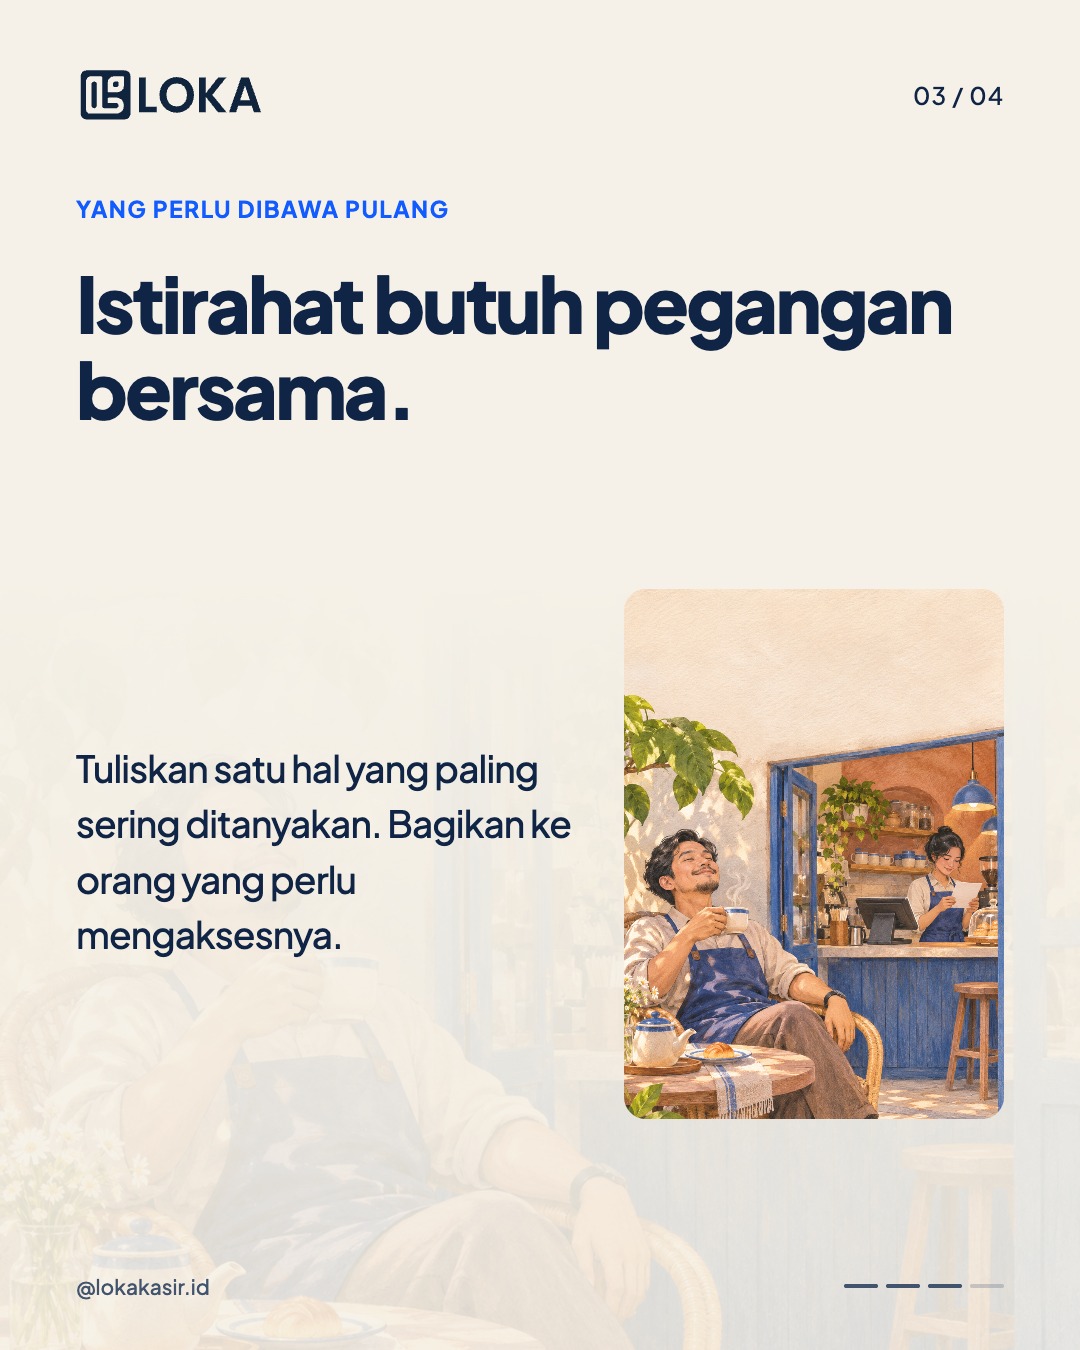 LOKA
03 / 04
YANG PERLU DIBAWA PULANG
Istirahat butuh pegangan
bersama.
Tuliskan satu hal yang paling
sering ditanyakan. Bagikan ke
orang yang perlu
mengaksesnya.
@lokakasir.id